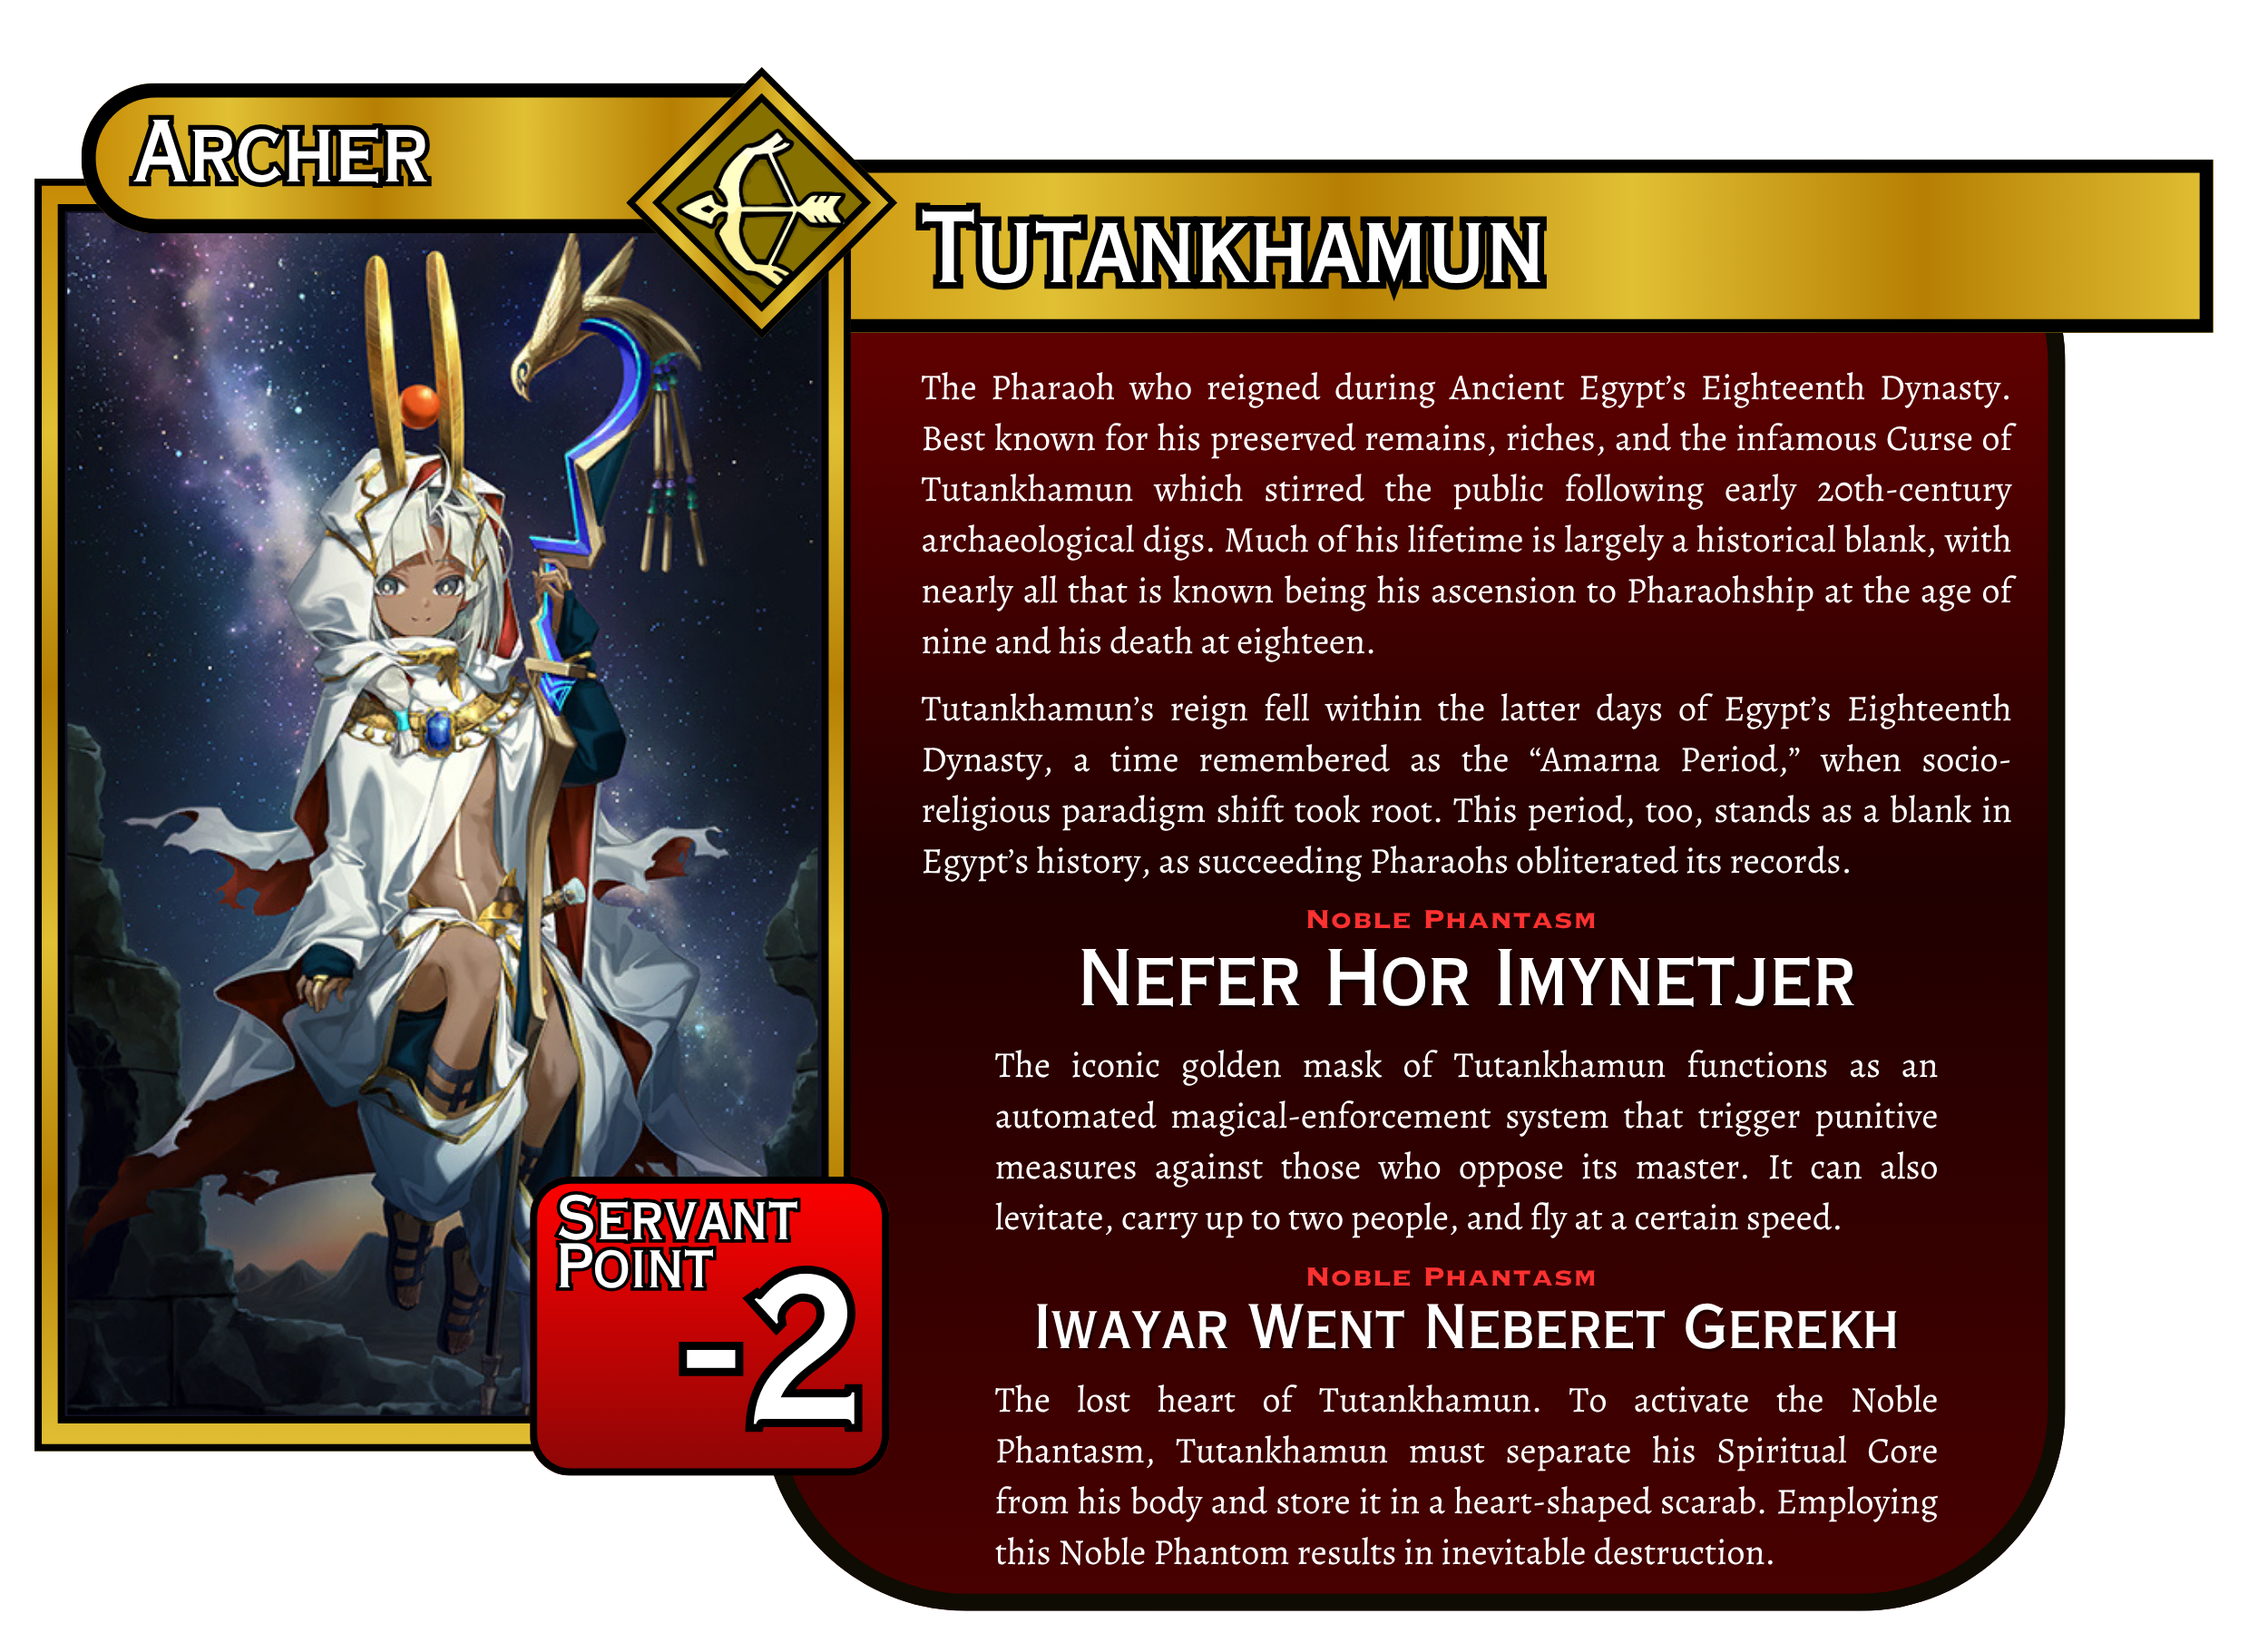 Archer
Tutankhamun
The Pharaoh who reigned during Ancient Egypt's Eighteenth Dynasty.
Best known for his preserved remains, riches, and the infamous Curse of
Tutankhamun which stirred the public following early 20th-century
archaeological digs. Much of his lifetime is largely a historical blank, with
nearly all that is known being his ascension to Pharaohship at the age of
nine and his death at eighteen.
Tutankhamun's reign fell within the latter days of Egypt's Eighteenth
Dynasty, a time remembered as the “Amarna Period,” when socio-
religious paradigm shift took root. This period, too, stands as a blank in
Egypt's history, as succeeding Pharaohs obliterated its records.
Noble Phantasm
Nefer Hor Imynetjer
The iconic golden mask of Tutankhamun functions as an
automated magical-enforcement system that trigger punitive
measures against those who oppose its master. It can also
levitate, carry up to two people, and fly at a certain speed.
Noble Phantasm
Iwayar Went Neberet Gerekh
The lost heart of Tutankhamun. To activate the Noble
Phantasm, Tutankhamun must separate his Spiritual Core
from his body and store it in a heart-shaped scarab. Employing
this Noble Phantom results in inevitable destruction.
Servant
Point
-2